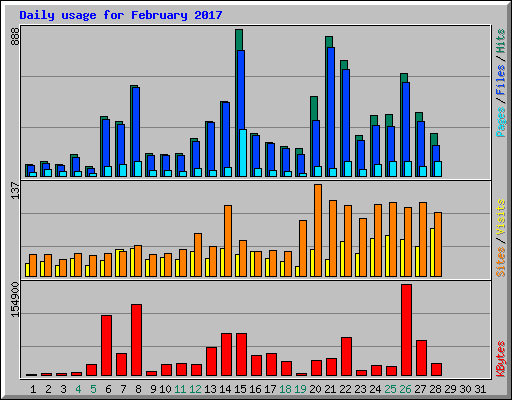 Daily usage for February 2017
888
Pages / Files / Hits
137
Sites / Visits
154900
KBytes
1 2 3 4 5 6 7 8 9 10 11 12 13 14 15 16 17 18 19 20 21 22 23 24 25 26 27 28 29 30 31